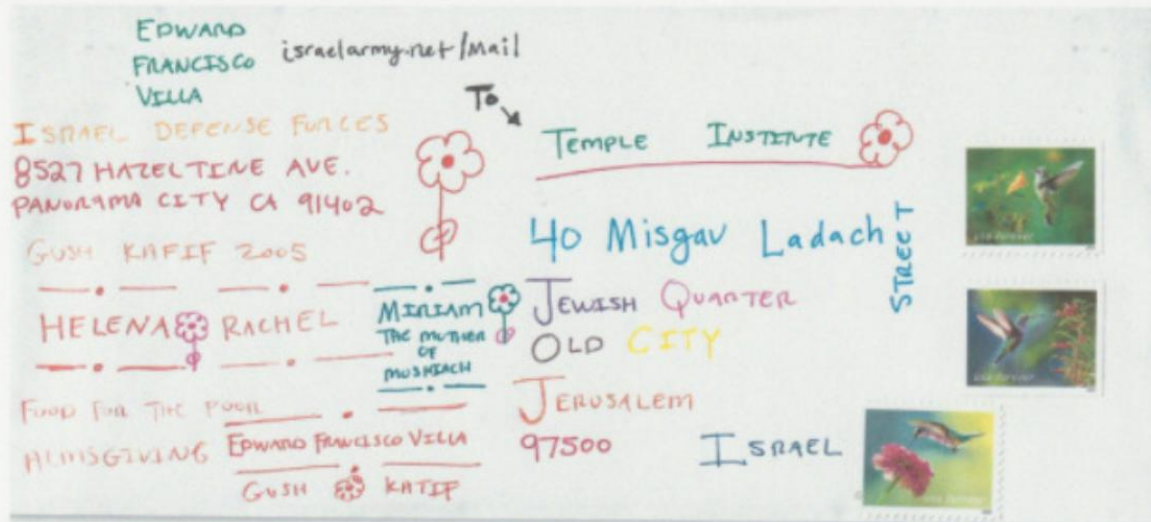 EDWARD
FRANCISCO
VILLA
israelarmy.net/Mail
ISRAEL DEFENSE FORCES
8527 HAZELTINE AVE.
PANORAMA CITY CA 91402
GUSH KATIF 2005
HELENA RACHEL
MIRIAM
THE MOTHER
OF
MOSHIACH
FOOD FOR THE POOR
ALMSGIVING
EDWARD FRANCISCO VILLA
GUSH KATIF
To
TEMPLE INSTITUTE
40 Misgav Ladach
STREET
JEWISH QUARTER
OLD CITY
JERUSALEM
97500 ISRAEL